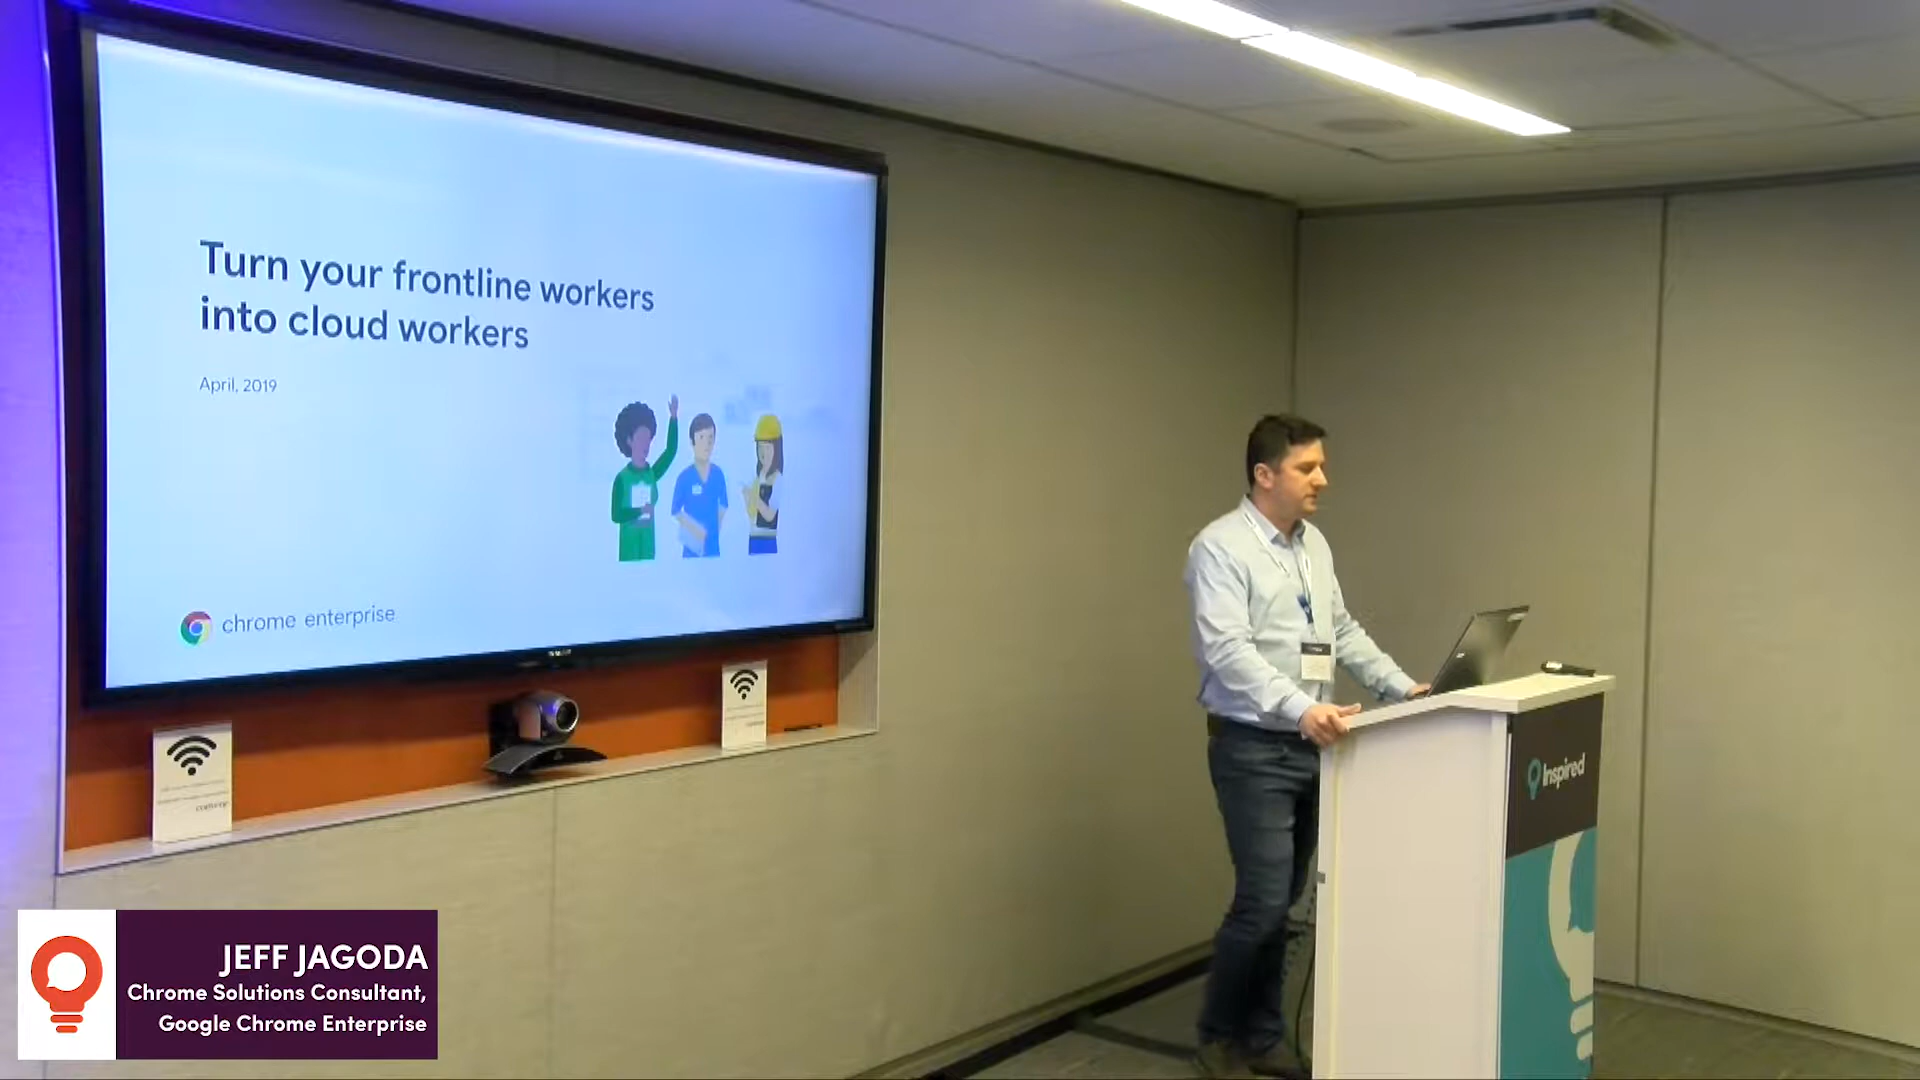 Turn your frontline workers
into cloud workers
April, 2019
chrome enterprise
Inspired
JEFF JAGODA
Chrome Solutions Consultant,
Google Chrome Enterprise